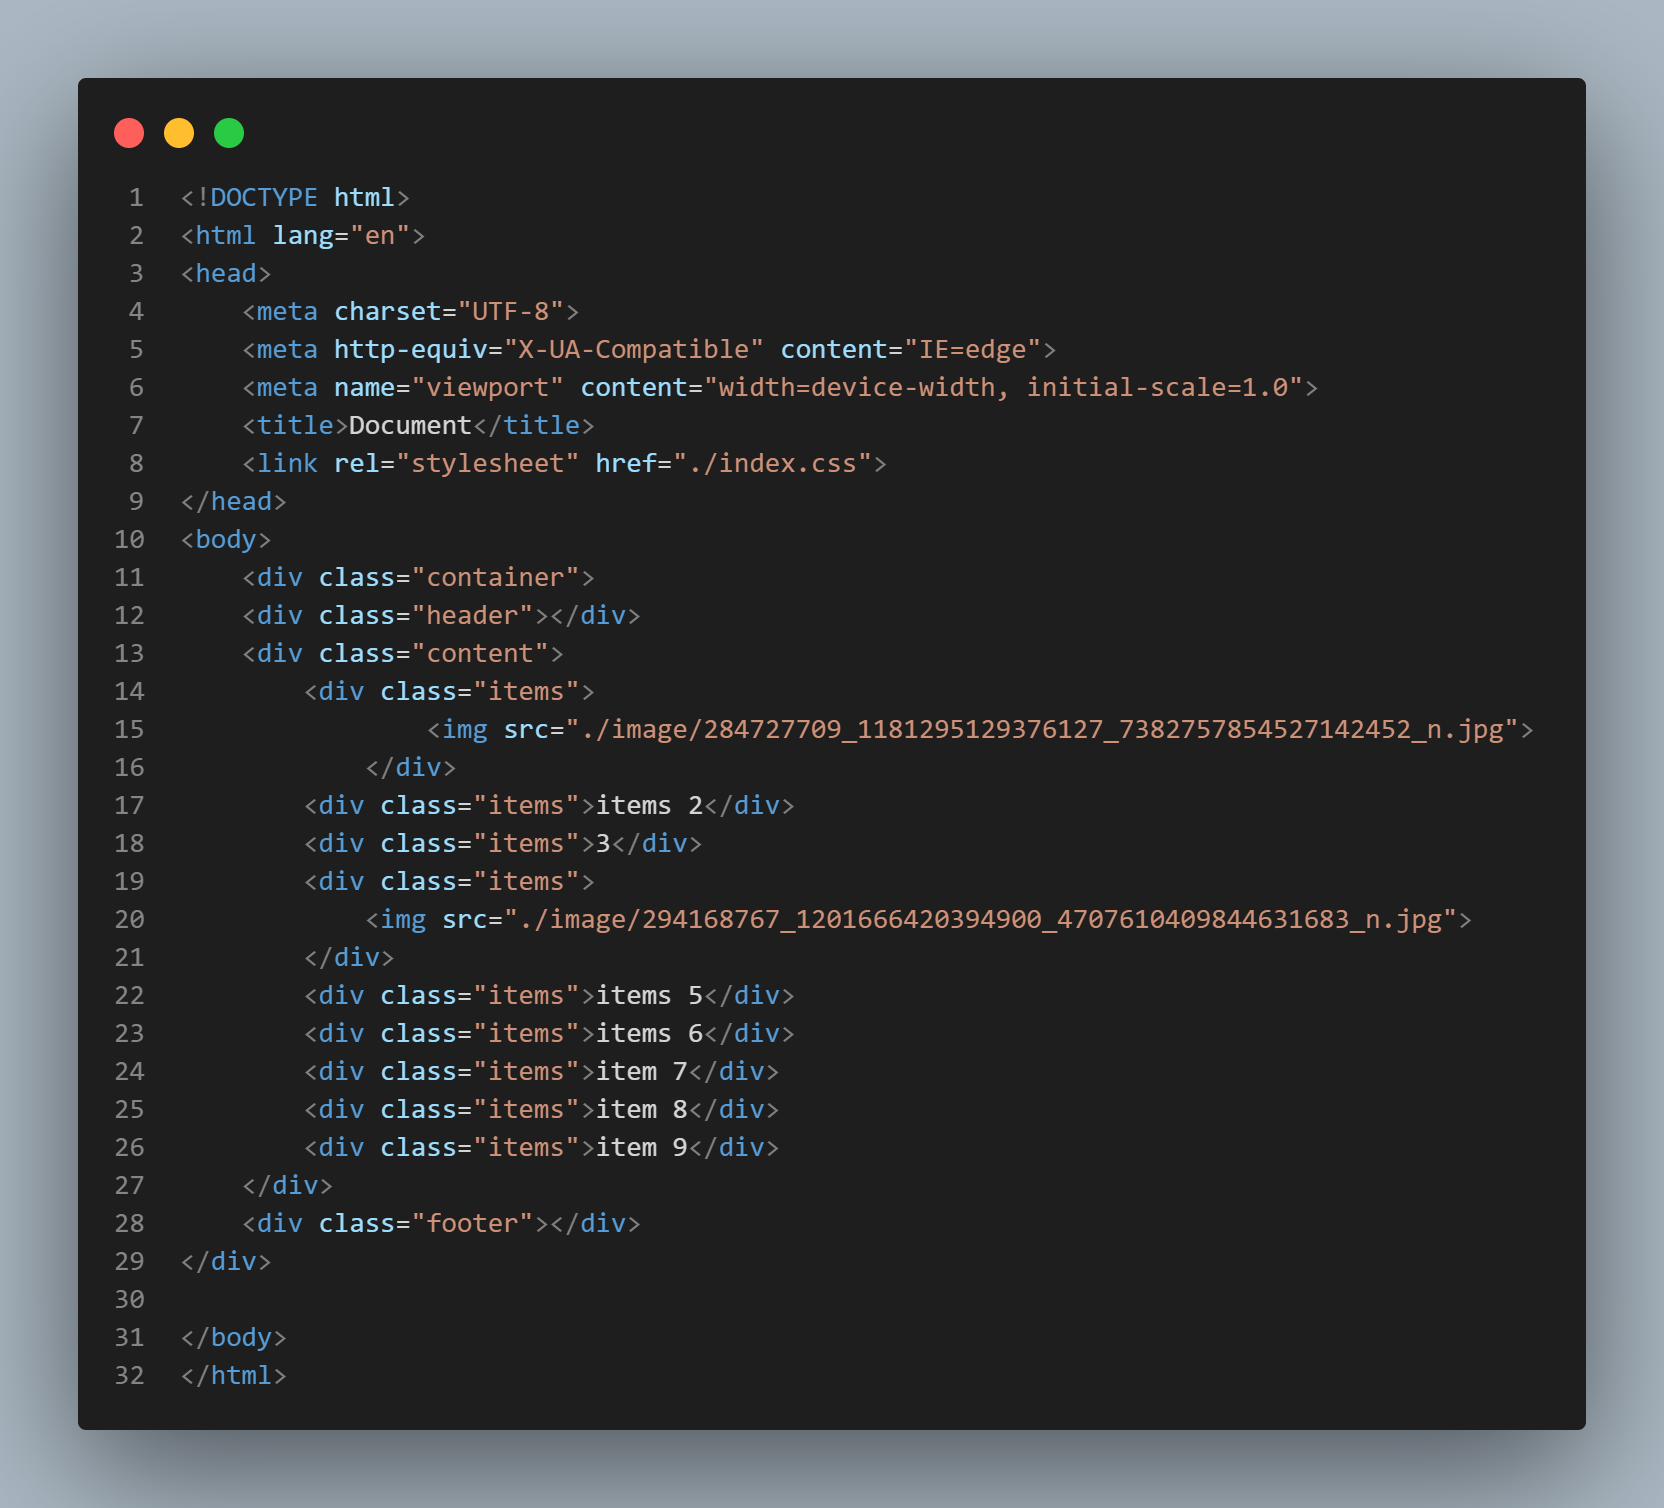 1 <!DOCTYPE html>
2 <html lang="en">
3 <head>
4     <meta charset="UTF-8">
5     <meta http-equiv="X-UA-Compatible" content="IE=edge">
6     <meta name="viewport" content="width=device-width, initial-scale=1.0">
7     <title>Document</title>
8     <link rel="stylesheet" href="./index.css">
9 </head>
10 <body>
11     <div class="container">
12     <div class="header"></div>
13     <div class="content">
14         <div class="items">
15                 <img src="./image/284727709_1181295129376127_7382757854527142452_n.jpg">
16             </div>
17         <div class="items">items 2</div>
18         <div class="items">3</div>
19         <div class="items">
20             <img src="./image/294168767_1201666420394900_4707610409844631683_n.jpg">
21         </div>
22         <div class="items">items 5</div>
23         <div class="items">items 6</div>
24         <div class="items">item 7</div>
25         <div class="items">item 8</div>
26         <div class="items">item 9</div>
27     </div>
28     <div class="footer"></div>
29 </div>
30
31 </body>
32 </html>